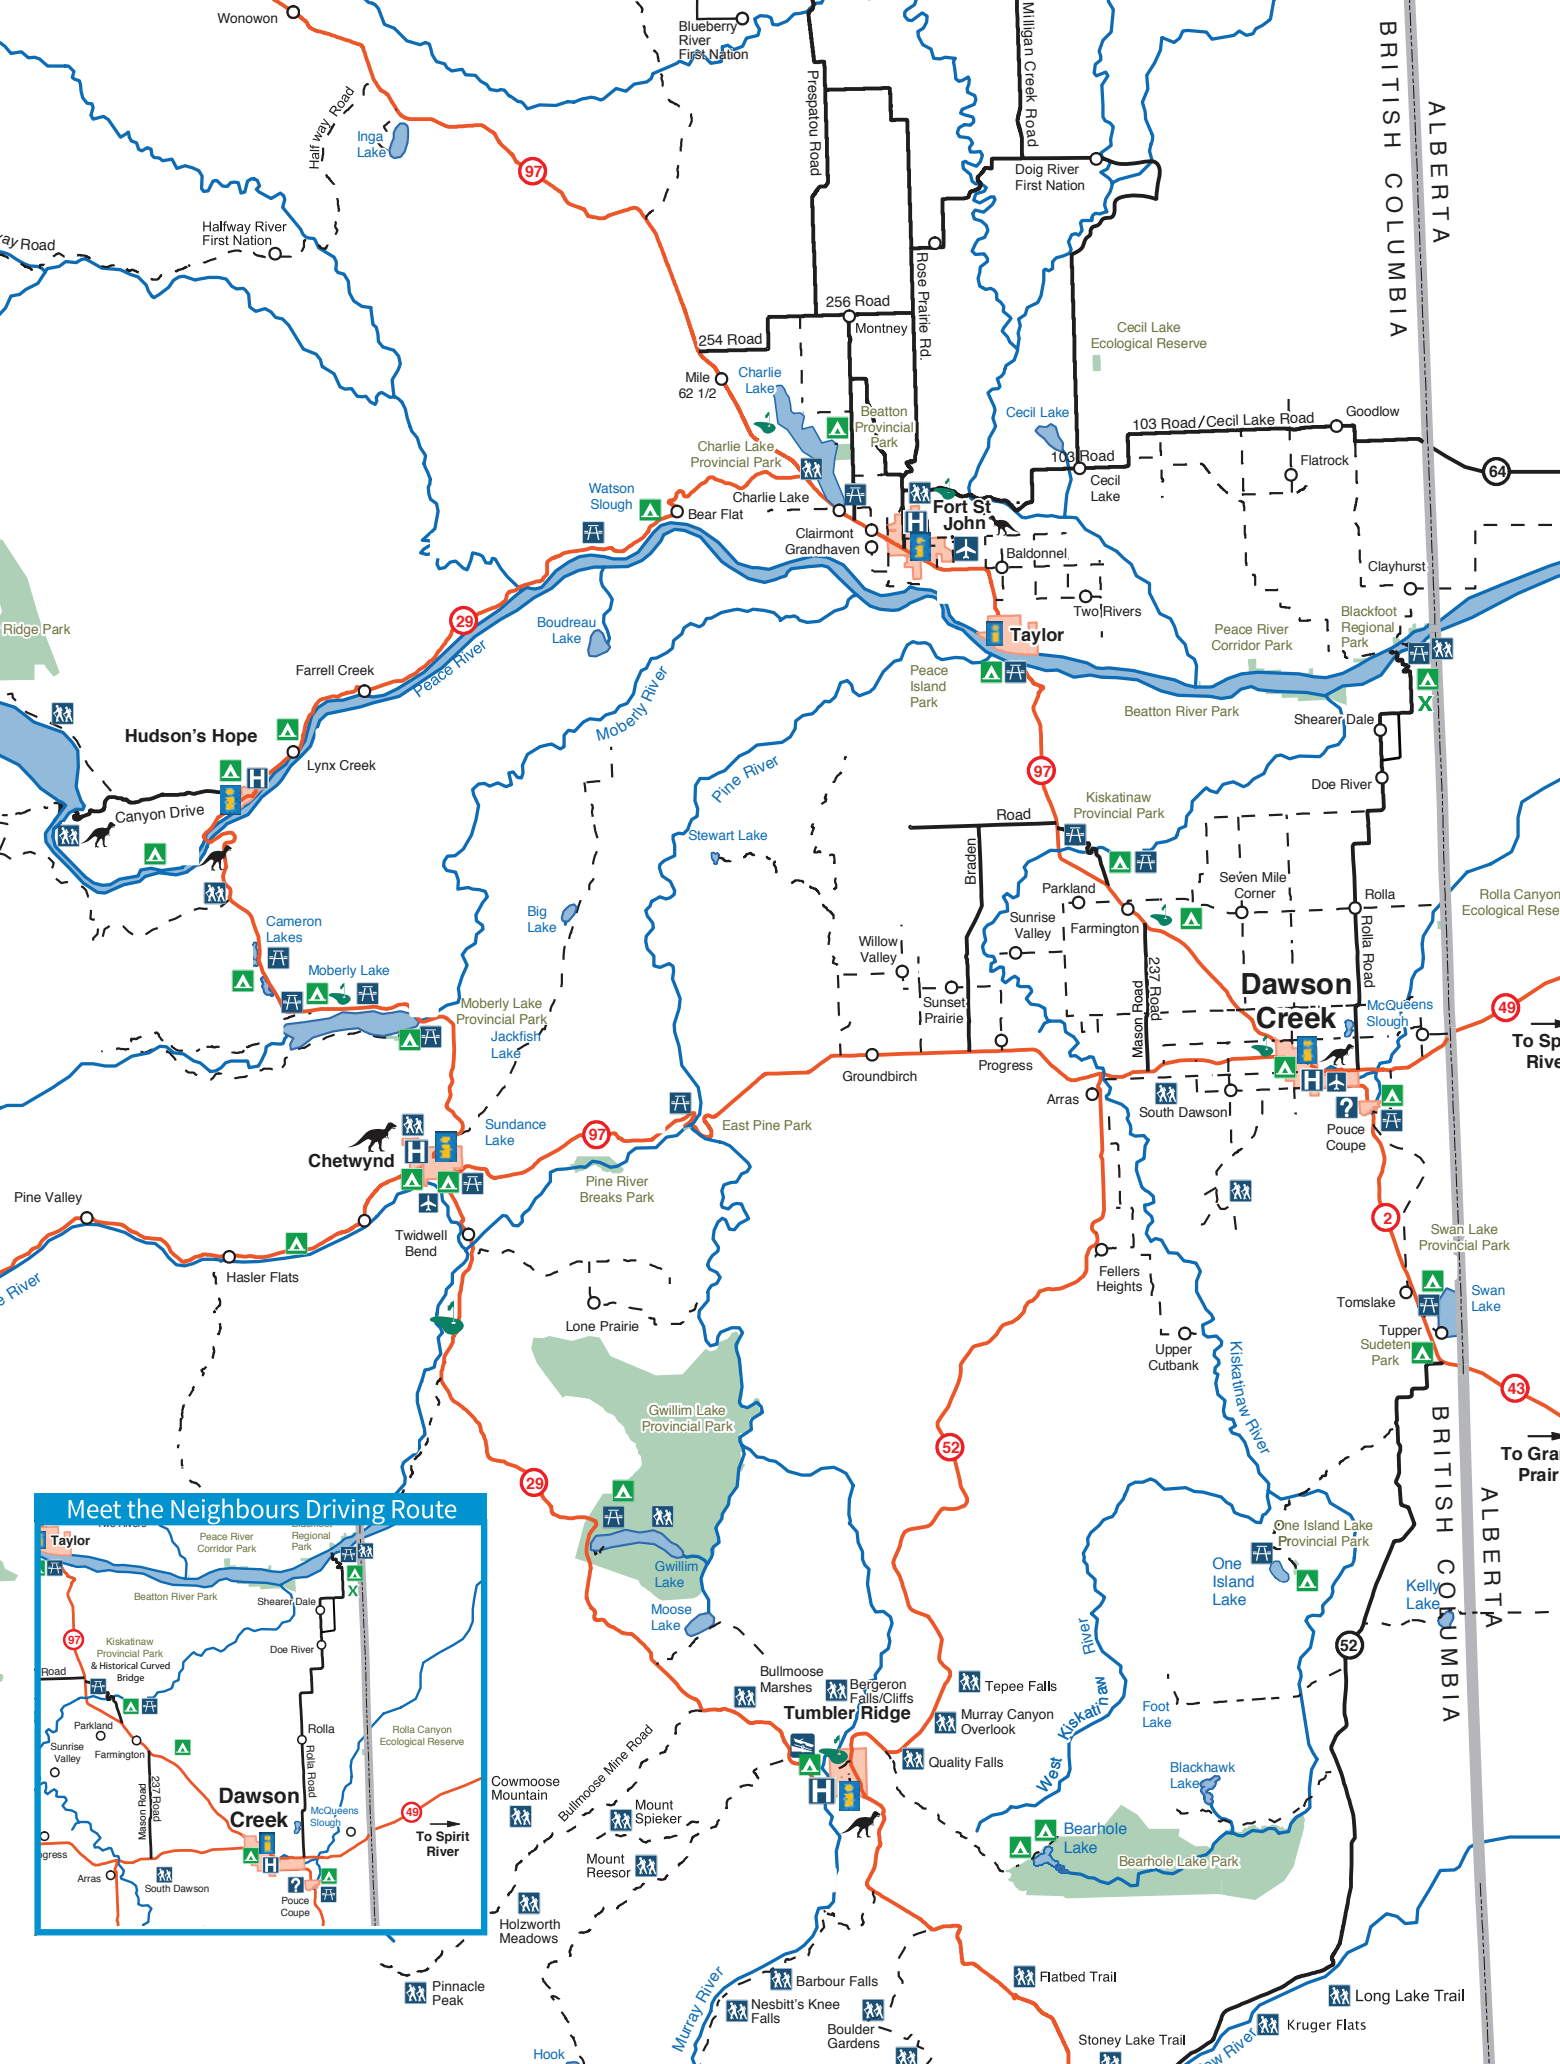 Wonowon
Blueberry
River
First Nation
Prespatou Road
Milligan Creek Road
BRITISH COLUMBIA
ALBERTA
Half way Road
Inga
Lake
97
Doig River
First Nation
Halfway River
First Nation
ay Road
Rose Prairie Rd.
256 Road
Montney
254 Road
Mile
62 1/2
Charlie
Lake
Cecil Lake
Ecological Reserve
Beatton
Provincial
Park
Cecil Lake
103 Road/Cecil Lake Road
Goodlow
Charlie Lake
Provincial Park
103 Road
Cecil
Lake
Flatrock
64
Watson
Slough
Charlie Lake
Bear Flat
H
Fort St
John
Clairmont
Grandhaven
Baldonnel
Clayhurst
Two Rivers
29
Ridge Park
Boudreau
Lake
Taylor
Peace River
Corridor Park
Blackfoot
Regional
Park
Farrell Creek
Peace River
Peace
Island
Park
Moberly River
Beatton River Park
X
Shearer Dale
Hudson's Hope
Lynx Creek
H
Canyon Drive
Pine River
97
Doe River
Kiskatinaw
Provincial Park
Road
Braden
Stewart Lake
Parkland
Seven Mile
Corner
Rolla
Rolla Canyon
Ecological Rese
Big
Lake
Sunrise
Valley
Farmington
Cameron
Lakes
Willow
Valley
Rolla Road
237 Road
Mason Road
Moberly Lake
Sunset
Prairie
Dawson
Creek
McQueens
Slough
49
To Sp
Rive
Moberly Lake
Provincial Park
Jackfish
Lake
Groundbirch
Progress
H
Arras
South Dawson
?
Pouce
Coupe
Sundance
Lake
97
East Pine Park
H
Chetwynd
Pine River
Breaks Park
Pine Valley
Twidwell
Bend
2
Swan Lake
Provincial Park
Hasler Flats
e River
Fellers
Heights
Tomslake
Swan
Lake
Lone Prairie
Upper
Cutbank
Tupper
Sudeten
Park
Kiskatinaw River
43
Gwillim Lake
Provincial Park
52
To Gra
Prair
29
BRITISH COLUMBIA
ALBERTA
Meet the Neighbours Driving Route
Taylor
Peace River
Corridor Park
Regional
Park
Beatton River Park
X
Shearer Dale
97
Doe River
Kiskatinaw
Provincial Park
& Historical Curved
Bridge
Road
Parkland
Sunrise
Valley
Farmington
Rolla
Rolla Canyon
Ecological Reserve
Rolla Road
237 Road
Mason Road
Dawson
Creek
McQueens
Slough
49
To Spirit
River
ogress
H
Arras
South Dawson
?
Pouce
Coupe
One Island Lake
Provincial Park
One
Island
Lake
Gwillim
Lake
Kelly
Lake
Moose
Lake
52
Bullmoose
Marshes
Bergeron
Falls/Cliffs
Tepee Falls
Tumbler Ridge
Murray Canyon
Overlook
Foot
Lake
West Kiskatinaw River
Quality Falls
Bullmoose Mine Road
Blackhawk
Lake
Cowmoose
Mountain
H
Mount
Spieker
Bearhole
Lake
Mount
Reesor
Bearhole Lake Park
Holzworth
Meadows
Pinnacle
Peak
Barbour Falls
Flatbed Trail
Murray River
Nesbitt's Knee
Falls
Boulder
Gardens
Long Lake Trail
Kruger Flats
Stoney Lake Trail
Hook
aw River